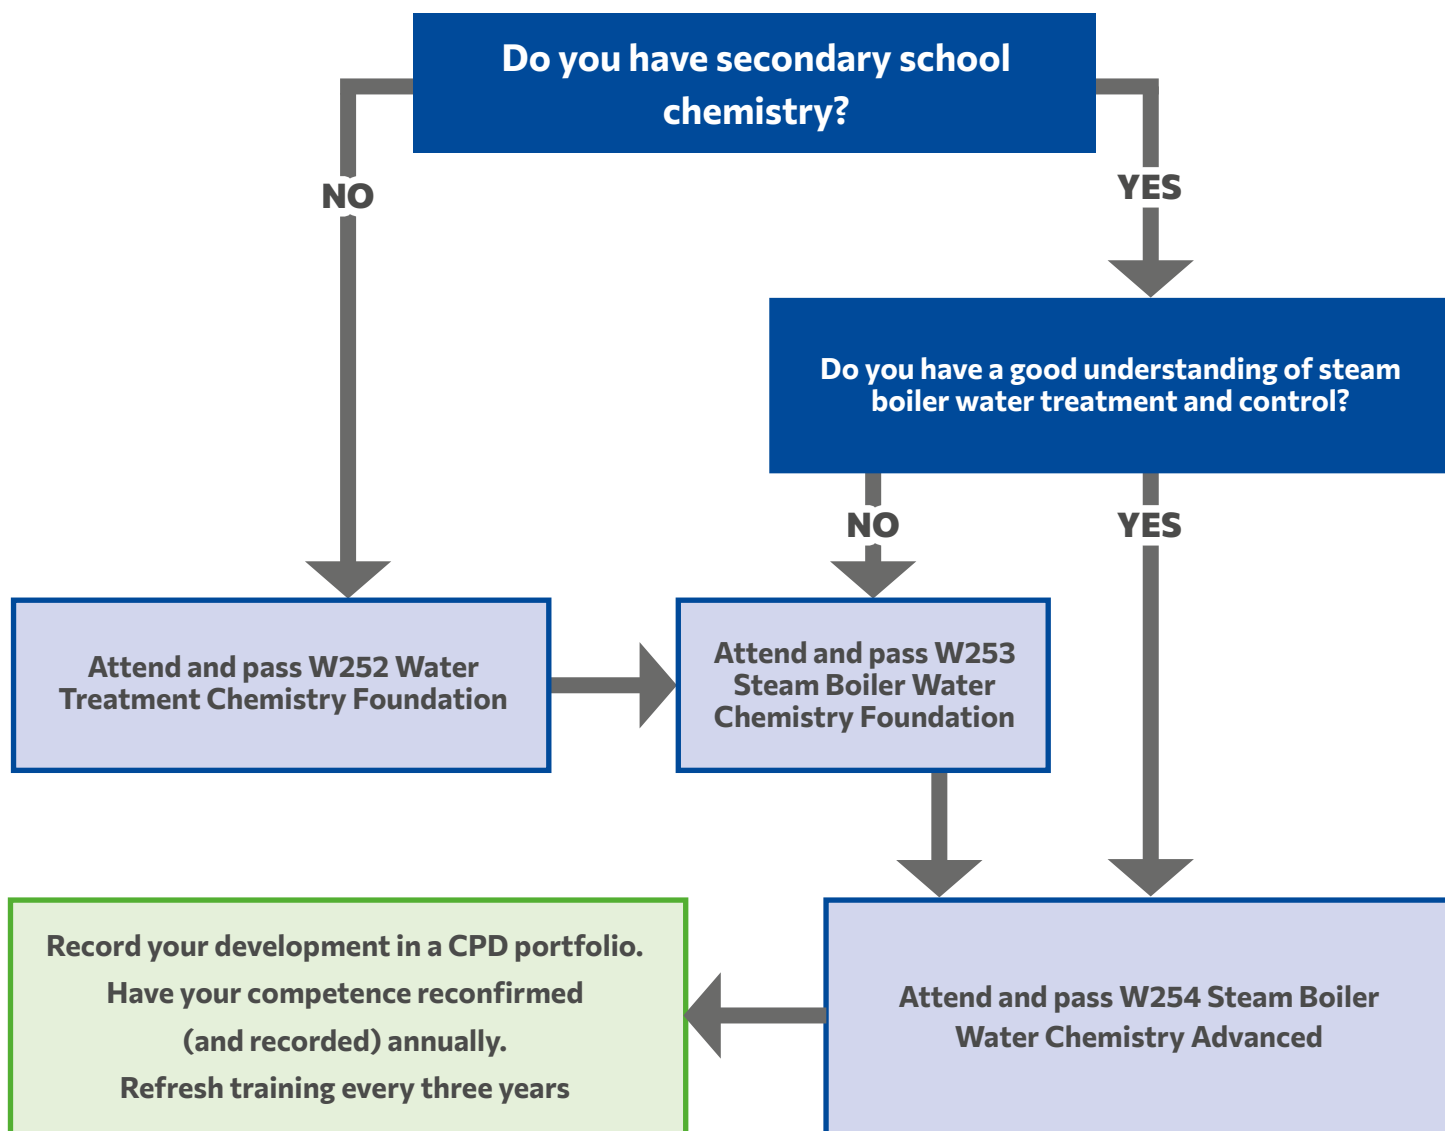 Do you have secondary school
chemistry?
NO
YES
Do you have a good understanding of steam
boiler water treatment and control?
NO
YES
Attend and pass W252 Water
Treatment Chemistry Foundation
Attend and pass W253
Steam Boiler Water
Chemistry Foundation
Record your development in a CPD portfolio.
Have your competence reconfirmed
(and recorded) annually.
Refresh training every three years
Attend and pass W254 Steam Boiler
Water Chemistry Advanced